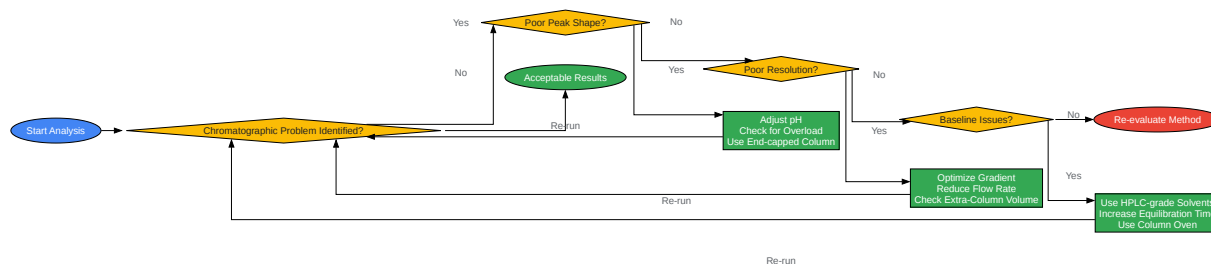 Yes
Poor Peak Shape?
No
No
Acceptable Results
Yes
Poor Resolution?
No
Start Analysis
Chromatographic Problem Identified?
Re-run
Adjust pH
Check for Overload
Use End-capped Column
Yes
Baseline Issues?
No
Re-evaluate Method
Optimize Gradient
Reduce Flow Rate
Check Extra-Column Volume
Yes
Re-run
Use HPLC-grade Solvents
Increase Equilibration Time
Use Column Oven
Re-run